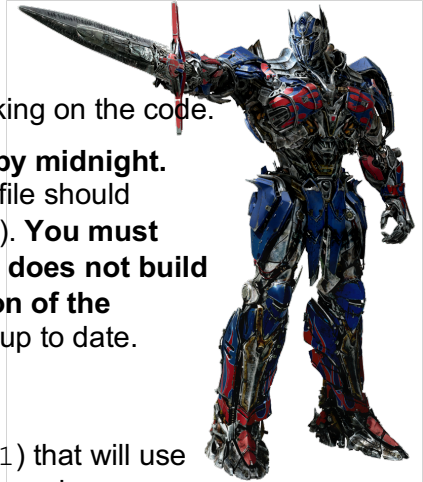 king on the code.
by midnight.
file should
). You must
does not build
on of the
up to date.
1) that will use